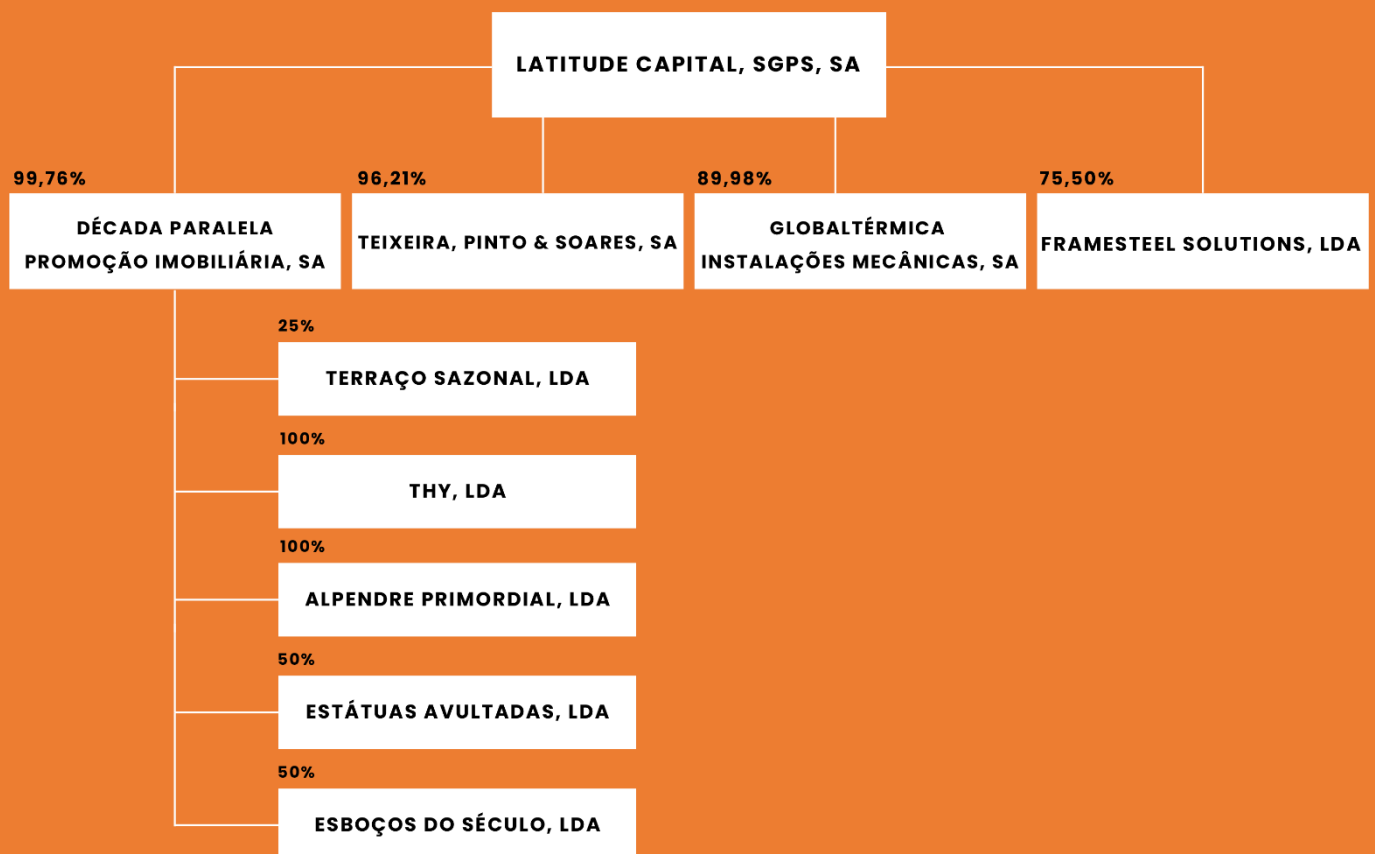 LATITUDE CAPITAL, SGPS, SA
99,76%
DÉCADA PARALELA
PROMOÇÃO IMOBILIÁRIA, SA
96,21%
TEIXEIRA, PINTO & SOARES, SA
89,98%
GLOBALTÉRMICA
INSTALAÇÕES MECÂNICAS, SA
75,50%
FRAMESTEEL SOLUTIONS, LDA
25%
TERRAÇO SAZONAL, LDA
100%
THY, LDA
100%
ALPENDRE PRIMORDIAL, LDA
50%
ESTÁTUAS AVULTADAS, LDA
50%
ESBOÇOS DO SÉCULO, LDA